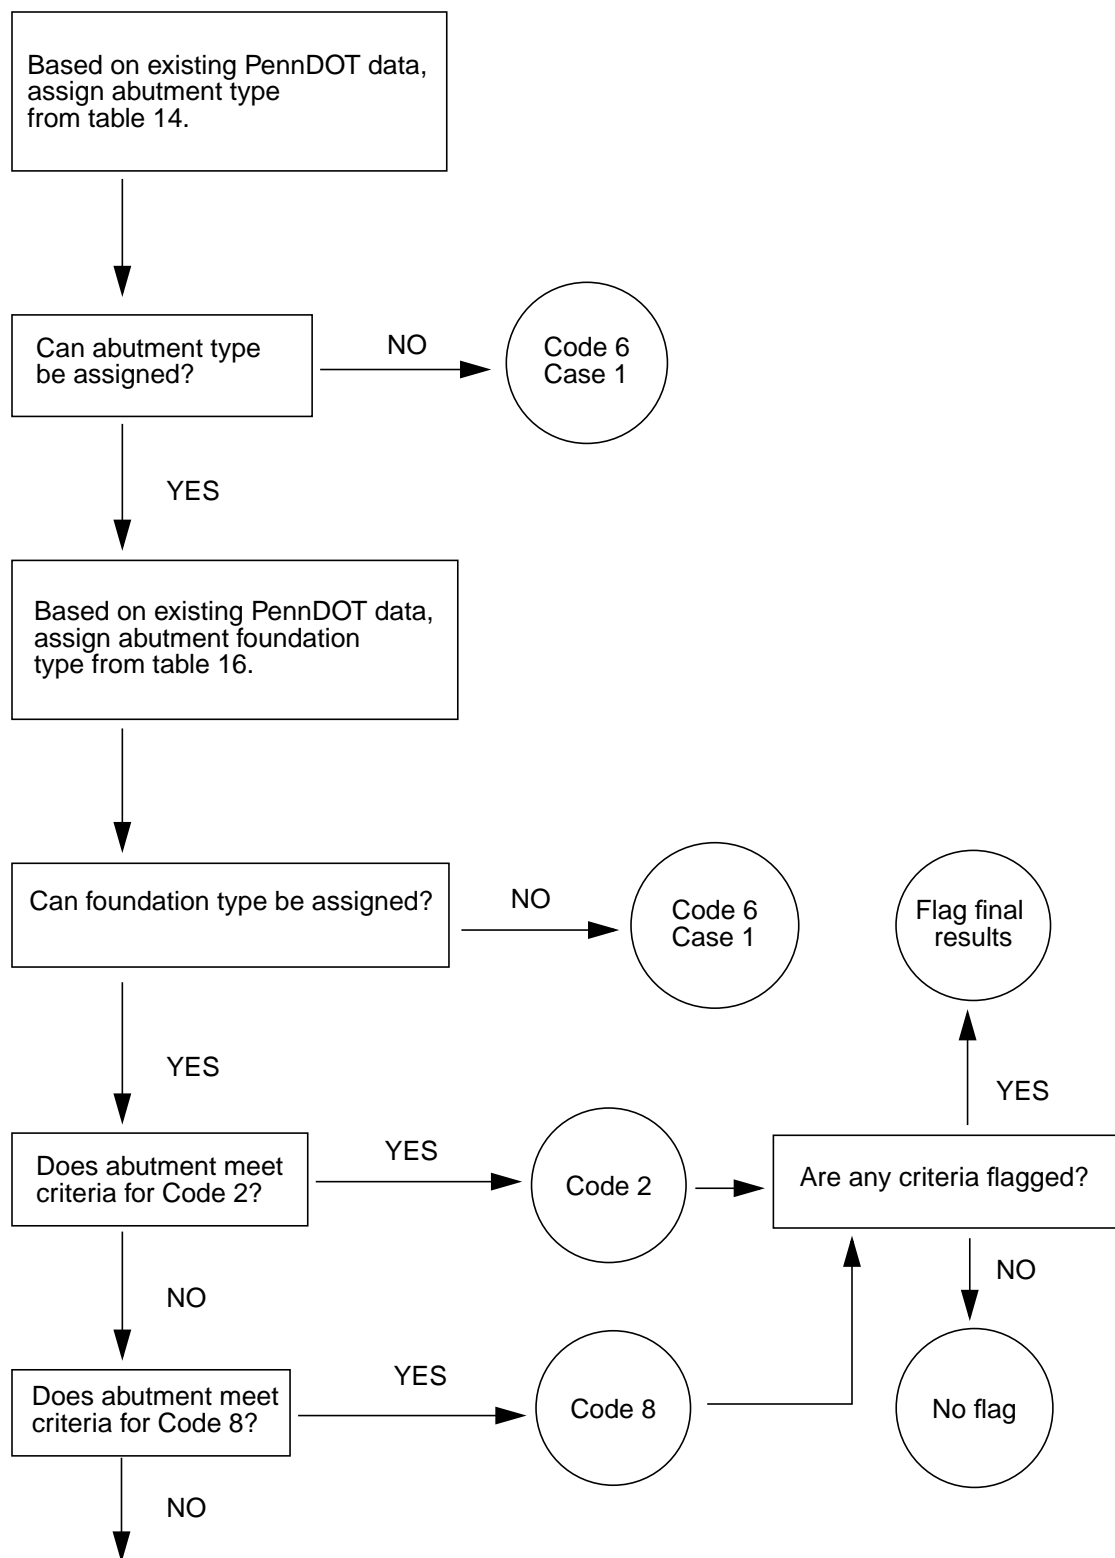 Based on existing PennDOT data,
assign abutment type
from table 14.
Can abutment type
be assigned?
NO
Code 6
Case 1
YES
Based on existing PennDOT data,
assign abutment foundation
type from table 16.
Can foundation type be assigned?
NO
Code 6
Case 1
Flag final
results
YES
YES
Does abutment meet
criteria for Code 2?
YES
Code 2
Are any criteria flagged?
NO
NO
Does abutment meet
criteria for Code 8?
YES
Code 8
No flag
NO